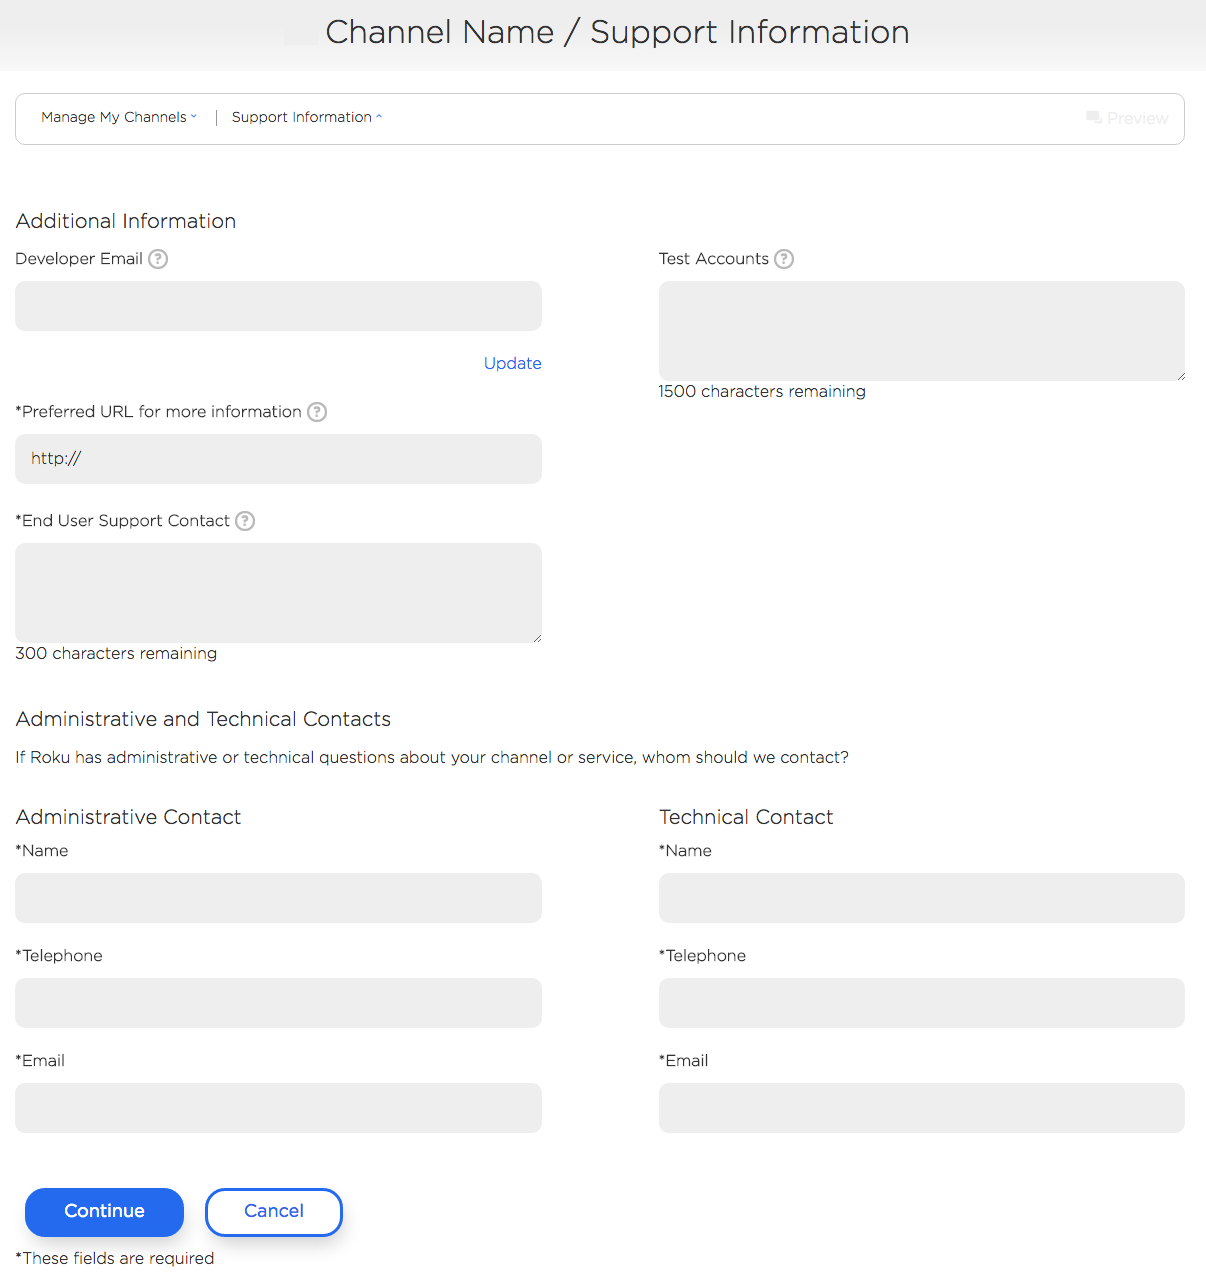 Channel Name / Support Information
Manage My Channels | Support Information
Preview
Additional Information
Developer Email ?
Update
*Preferred URL for more information ?
http://
*End User Support Contact ?
300 characters remaining
Test Accounts ?
1500 characters remaining
Administrative and Technical Contacts
If Roku has administrative or technical questions about your channel or service, whom should we contact?
Administrative Contact
*Name
*Telephone
*Email
Technical Contact
*Name
*Telephone
*Email
Continue
Cancel
*These fields are required